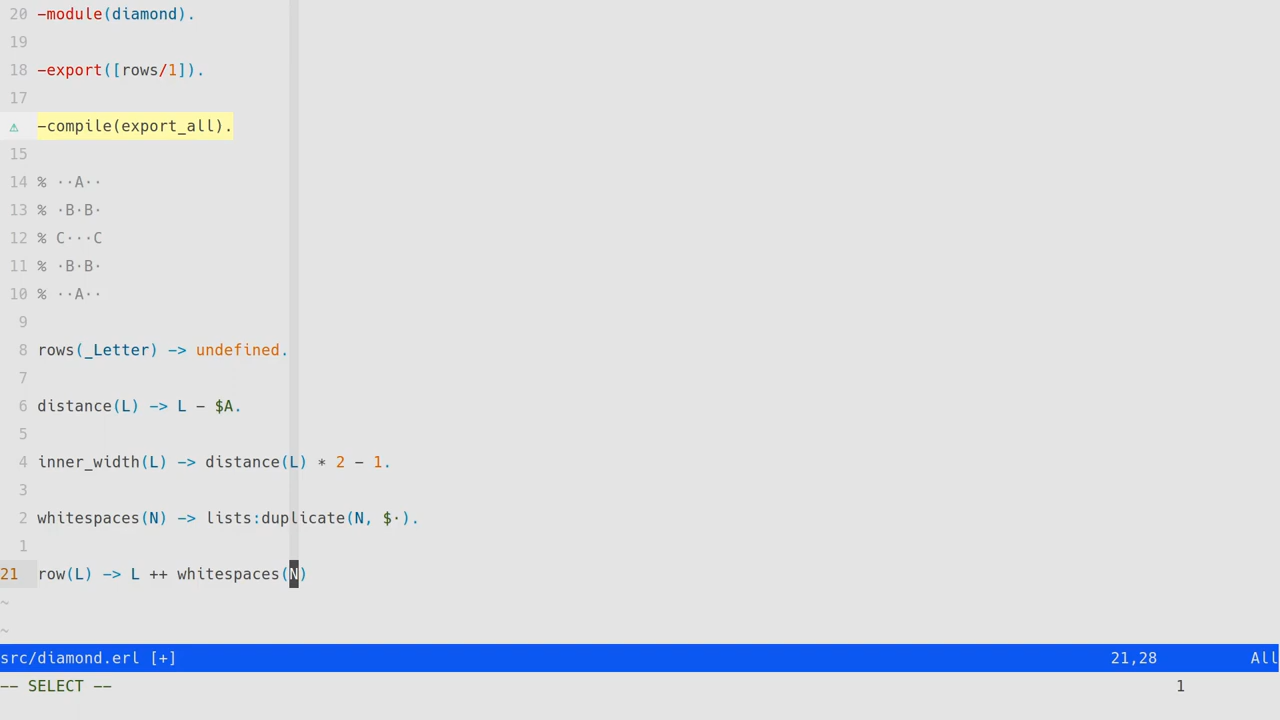 20 -module(diamond).
19
18 -export([rows/1]).
17
⚠ -compile(export_all).
15
14 % ··A··
13 % ·B·B·
12 % C···C
11 % ·B·B·
10 % ··A··
9
8 rows(_Letter) -> undefined.
7
6 distance(L) -> L - $A.
5
4 inner_width(L) -> distance(L) * 2 - 1.
3
2 whitespaces(N) -> lists:duplicate(N, $·).
1
21 row(L) -> L ++ whitespaces(N)
~
~
src/diamond.erl [+] 21,28 All
-- SELECT -- 1